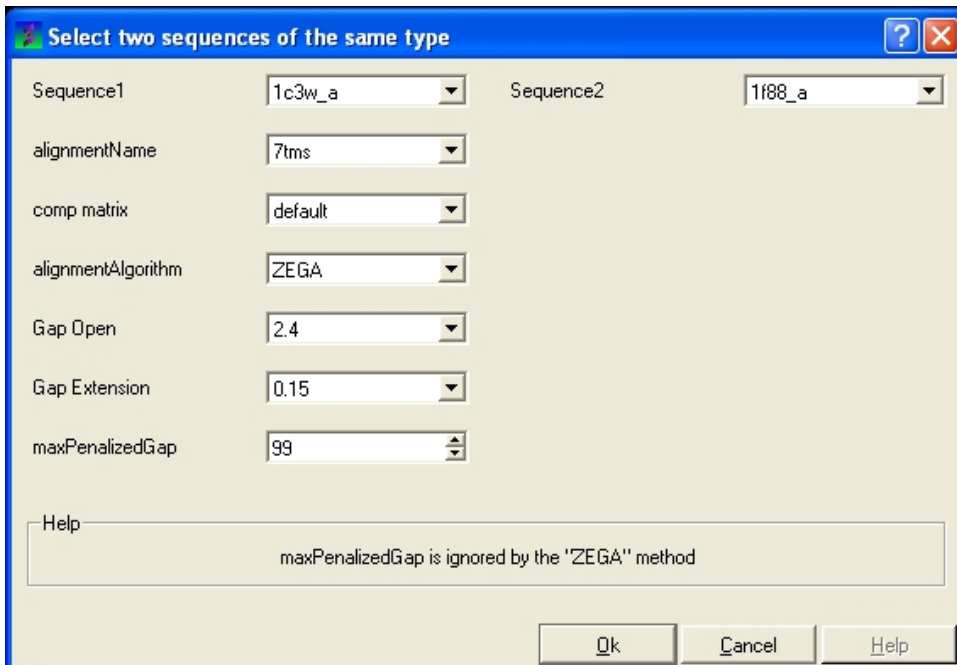 Select two sequences of the same type
Sequence1 1c3w_a Sequence2 1f88_a
alignmentName 7tms
comp matrix default
alignmentAlgorithm ZEGA
Gap Open 2.4
Gap Extension 0.15
maxPenalizedGap 99
Help
maxPenalizedGap is ignored by the "ZEGA" method
Ok Cancel Help